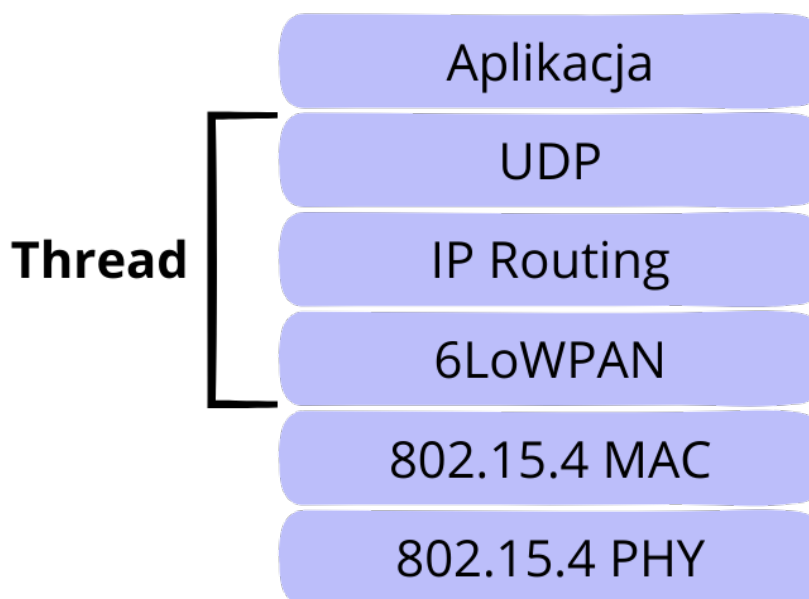 Aplikacja
UDP
Thread
IP Routing
6LoWPAN
802.15.4 MAC
802.15.4 PHY